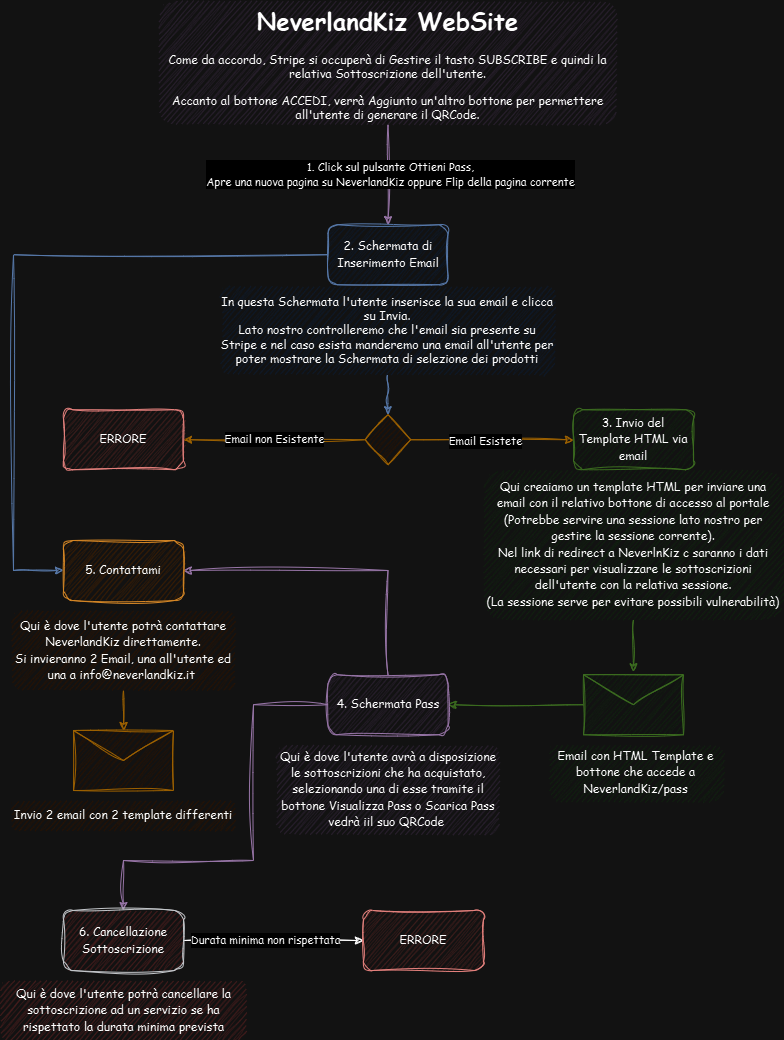 NeverlandKiz WebSite
Come da accordo, Stripe si occuperà di Gestire il tasto SUBSCRIBE e quindi la
relativa Sottoscrizione dell'utente.
Accanto al bottone ACCEDI, verrà Aggiunto un'altro bottone per permettere
all'utente di generare il QRCode.
1. Click sul pulsante Ottieni Pass,
Apre una nuova pagina su NeverlandKiz oppure Flip della pagina corrente
2. Schermata di
Inserimento Email
In questa Schermata l'utente inserisce la sua email e clicca
su Invia.
Lato nostro controlleremo che l'email sia presente su
Stripe e nel caso esista manderemo una email all'utente per
poter mostrare la Schermata di selezione dei prodotti
ERRORE
Email non Esistente
Email Esistete
3. Invio del
Template HTML via
email
Qui creaiamo un template HTML per inviare una
email con il relativo bottone di accesso al portale
(Potrebbe servire una sessione lato nostro per
gestire la sessione corrente).
Nel link di redirect a NeverlnKiz c saranno i dati
necessari per visualizzare le sottoscrizioni
dell'utente con la relativa sessione.
(La sessione serve per evitare possibili vulnerabilità)
5. Contattami
Qui è dove l'utente potrà contattare
NeverlandKiz direttamente.
Si invieranno 2 Email, una all'utente ed
una a info@neverlandkiz.it
4. Schermata Pass
Qui è dove l'utente avrà a disposizione
le sottoscrizioni che ha acquistato,
selezionando una di esse tramite il
bottone Visualizza Pass o Scarica Pass
vedrà iil suo QRCode
Email con HTML Template e
bottone che accede a
NeverlandKiz/pass
Invio 2 email con 2 template differenti
6. Cancellazione
Sottoscrizione
Durata minima non rispettata
ERRORE
Qui è dove l'utente potrà cancellare la
sottoscrizione ad un servizio se ha
rispettato la durata minima prevista